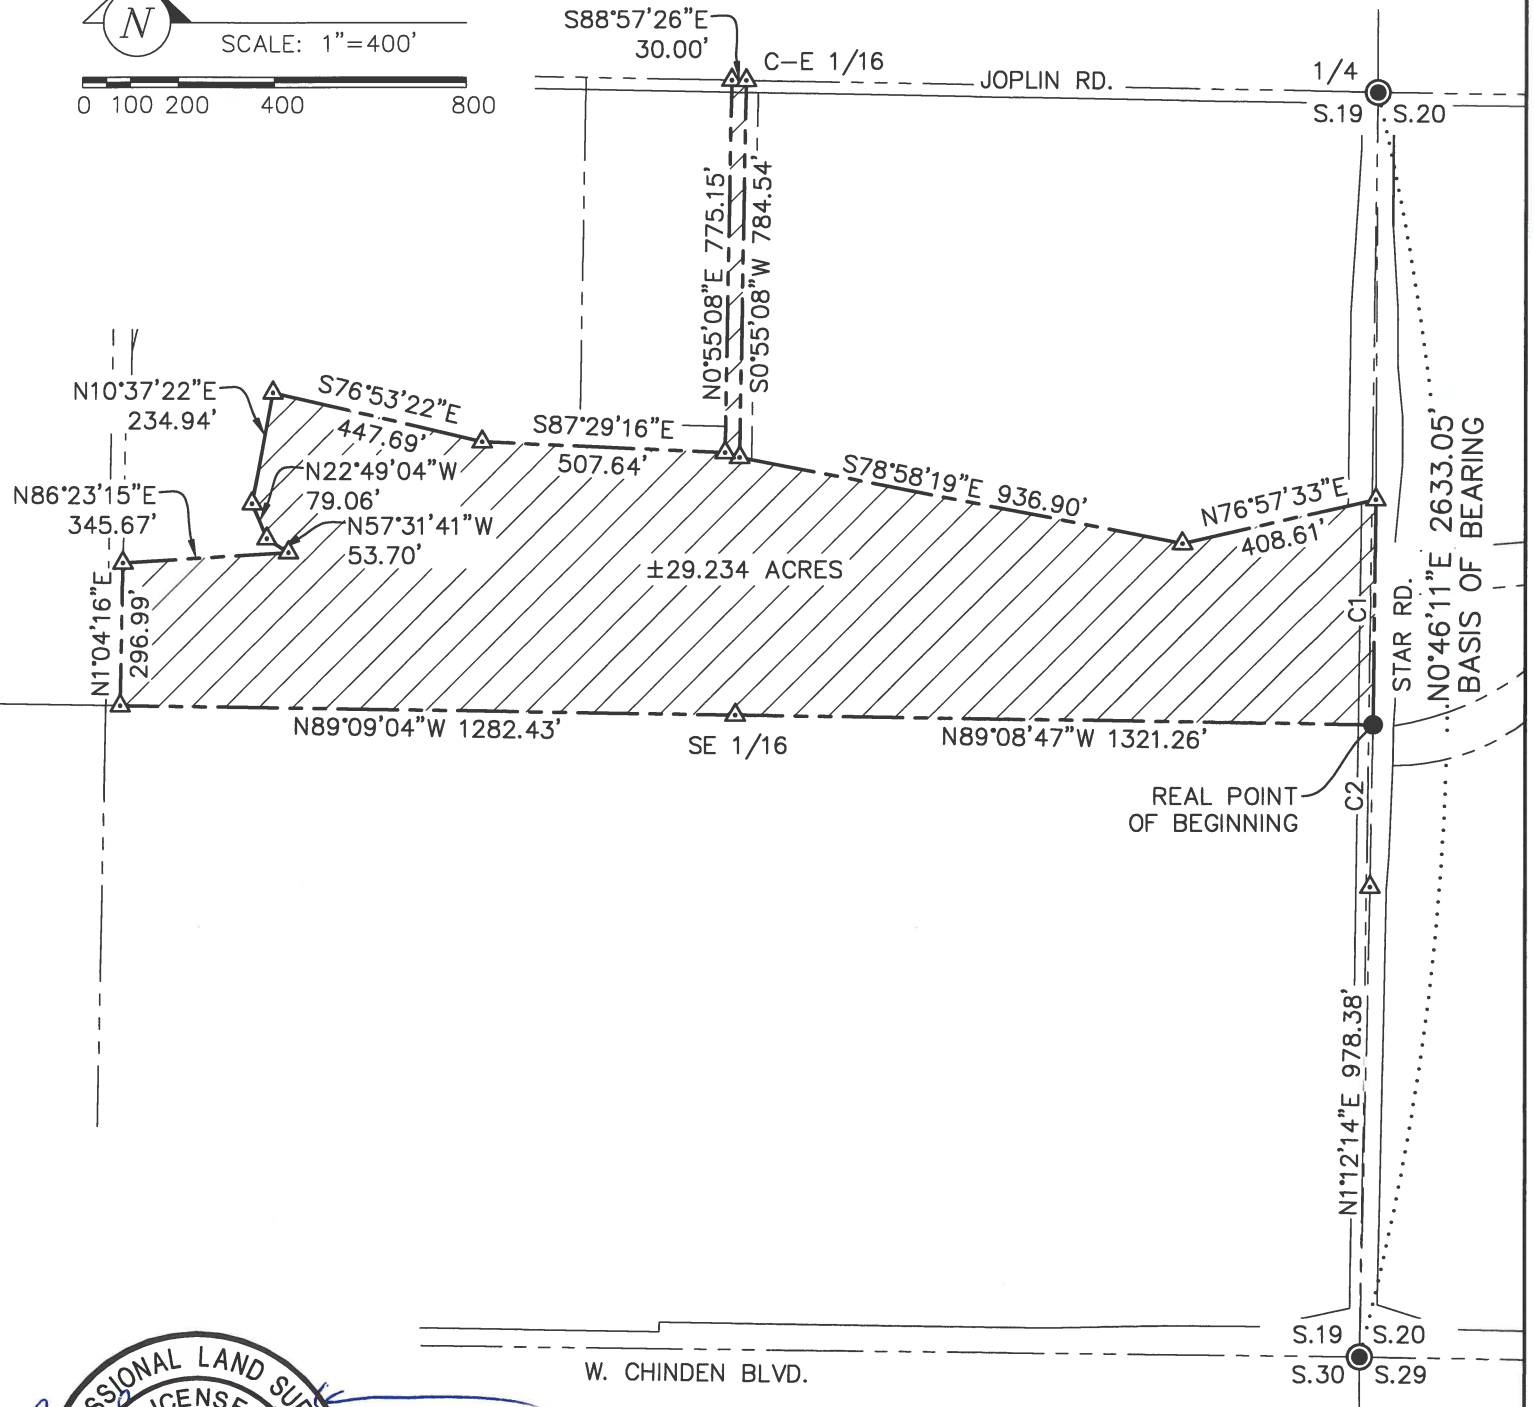 N
SCALE: 1"=400'
0 100 200 400 800
S88°57'26"E
30.00'
C-E 1/16
JOPLIN RD.
1/4
S.19 S.20
N0°55'08"E 775.15'
S0°55'08"W 784.54'
N10°37'22"E
234.94'
S76°53'22"E
447.69'
S87°29'16"E
507.64'
N22°49'04"W
79.06'
N86°23'15"E
345.67'
N57°31'41"W
53.70'
S78°58'19"E 936.90'
N76°57'33"E
408.61'
±29.234 ACRES
N1°04'16"E
296.99'
C1
STAR RD.
N0°46'11"E 2633.05'
BASIS OF BEARING
N89°09'04"W 1282.43'
SE 1/16
N89°08'47"W 1321.26'
REAL POINT
OF BEGINNING
C2
N1°12'14"E 978.38'
S.19 S.20
W. CHINDEN BLVD.
S.30 S.29
LAND